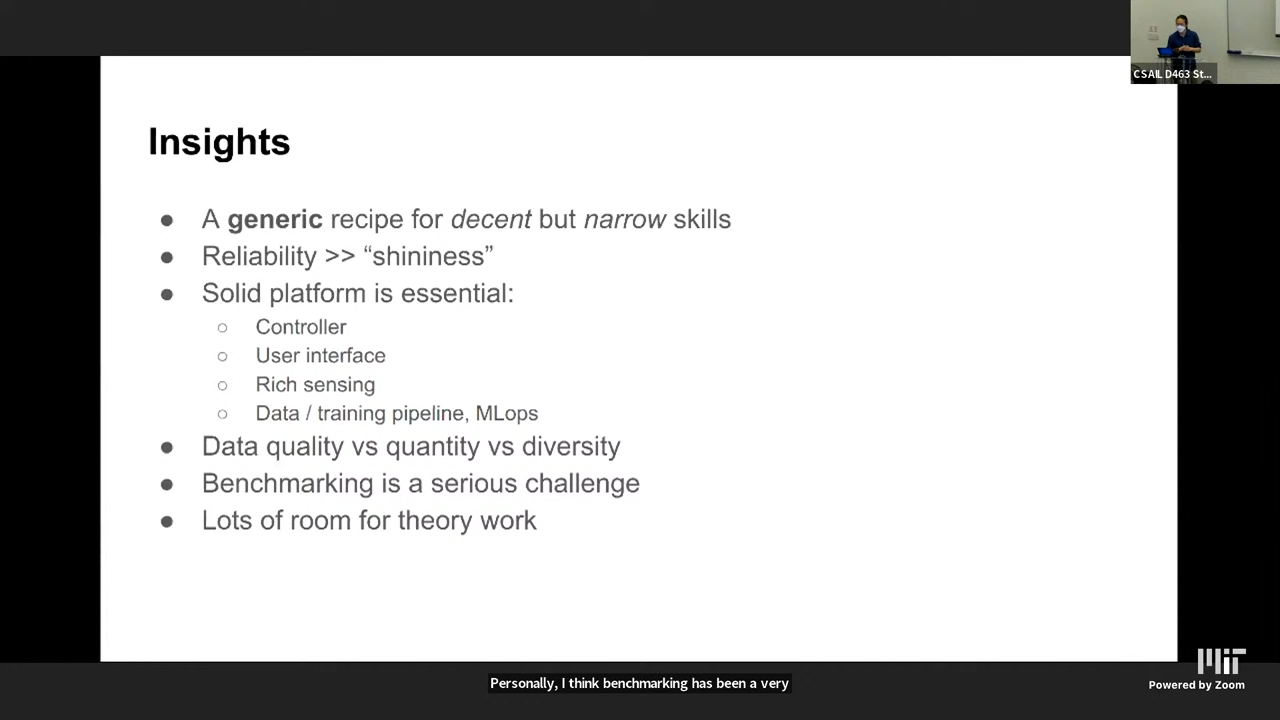 CSAIL D463 St...
Insights
● A generic recipe for decent but narrow skills
● Reliability >> “shininess”
● Solid platform is essential:
○ Controller
○ User interface
○ Rich sensing
○ Data / training pipeline, MLops
● Data quality vs quantity vs diversity
● Benchmarking is a serious challenge
● Lots of room for theory work
MIT
Powered by Zoom
Personally, I think benchmarking has been a very